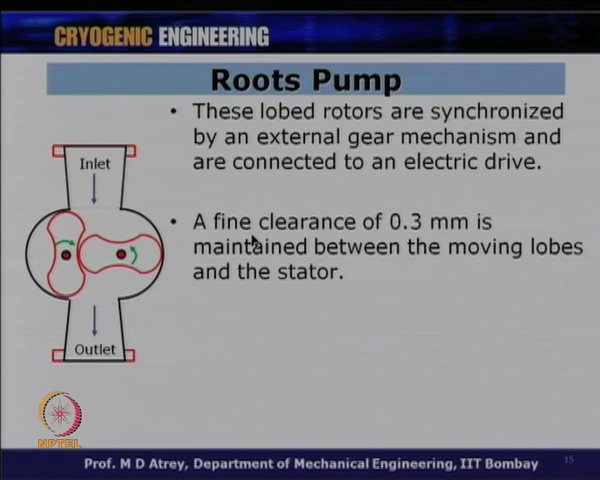 CRYOGENIC ENGINEERING
Roots Pump
• These lobed rotors are synchronized
by an external gear mechanism and
are connected to an electric drive.
• A fine clearance of 0.3 mm is
maintained between the moving lobes
and the stator.
Inlet
Outlet
NPTEL
Prof. M D Atrey, Department of Mechanical Engineering, IIT Bombay
15